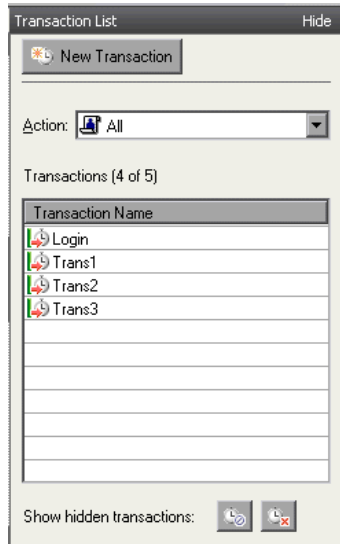 Transaction List Hide
New Transaction
Action: All
Transactions (4 of 5)
Transaction Name
Login
Trans1
Trans2
Trans3
Show hidden transactions: